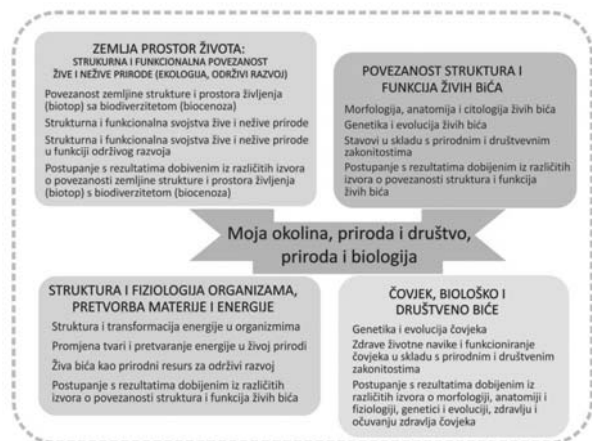 ZEMLJA PROSTOR ŽIVOTA:
STRUKURNA I FUNKCIONALNA POVEZANOST
ŽIVE I NEŽIVE PRIRODE (EKOLOGIJA, ODRŽIVI RAZVOJ)
Povezanost zemljine strukture i prostora življenja
(biotop) sa biodiverzitetom (biocenoza)
Strukturna i funkcionalna svojstva žive i nežive prirode
Strukturna i funkcionalna svojstva žive i nežive prirode
u funkciji održivog razvoja
Postupanje s rezultatima dobivenim iz različitih izvora
o povezanosti zemljine strukture i prostora življenja
(biotop) s biodiverzitetom (biocenoza)
POVEZANOST STRUKTURA I
FUNKCIJA ŽIVIH BIĆA
Morfologija, anatomija i citologija živih bića
Genetika i evolucija živih bića
Stavovi u skladu s prirodnim i društvevnim
zakonitostima
Postupanje s rezultatima dobijenim iz različitih
izvora o povezanosti struktura i funkcija
živih bića
Moja okolina, priroda i društvo,
priroda i biologija
STRUKTURA I FIZIOLOGIJA ORGANIZAMA,
PRETVORBA MATERIJE I ENERGIJE
Struktura i transformacija energije u organizmima
Promjena tvari i pretvaranje energije u živoj prirodi
Živa bića kao prirodni resurs za održivi razvoj
Postupanje s rezultatima dobijenim iz različitih
izvora o povezanosti struktura i funkcija živih bića
ČOVJEK, BIOLOŠKO I
DRUŠTVENO BIĆE
Genetika i evolucija čovjeka
Zdrave životne navike i funkcioniranje
čovjeka u skladu s prirodnim i društvenim
zakonitostima
Postupanje s rezultatima dobijenim iz
različitih izvora o morfologiji, anatomiji i
fiziologiji, genetici i evoluciji, zdravlju i
očuvanju zdravlja čovjeka